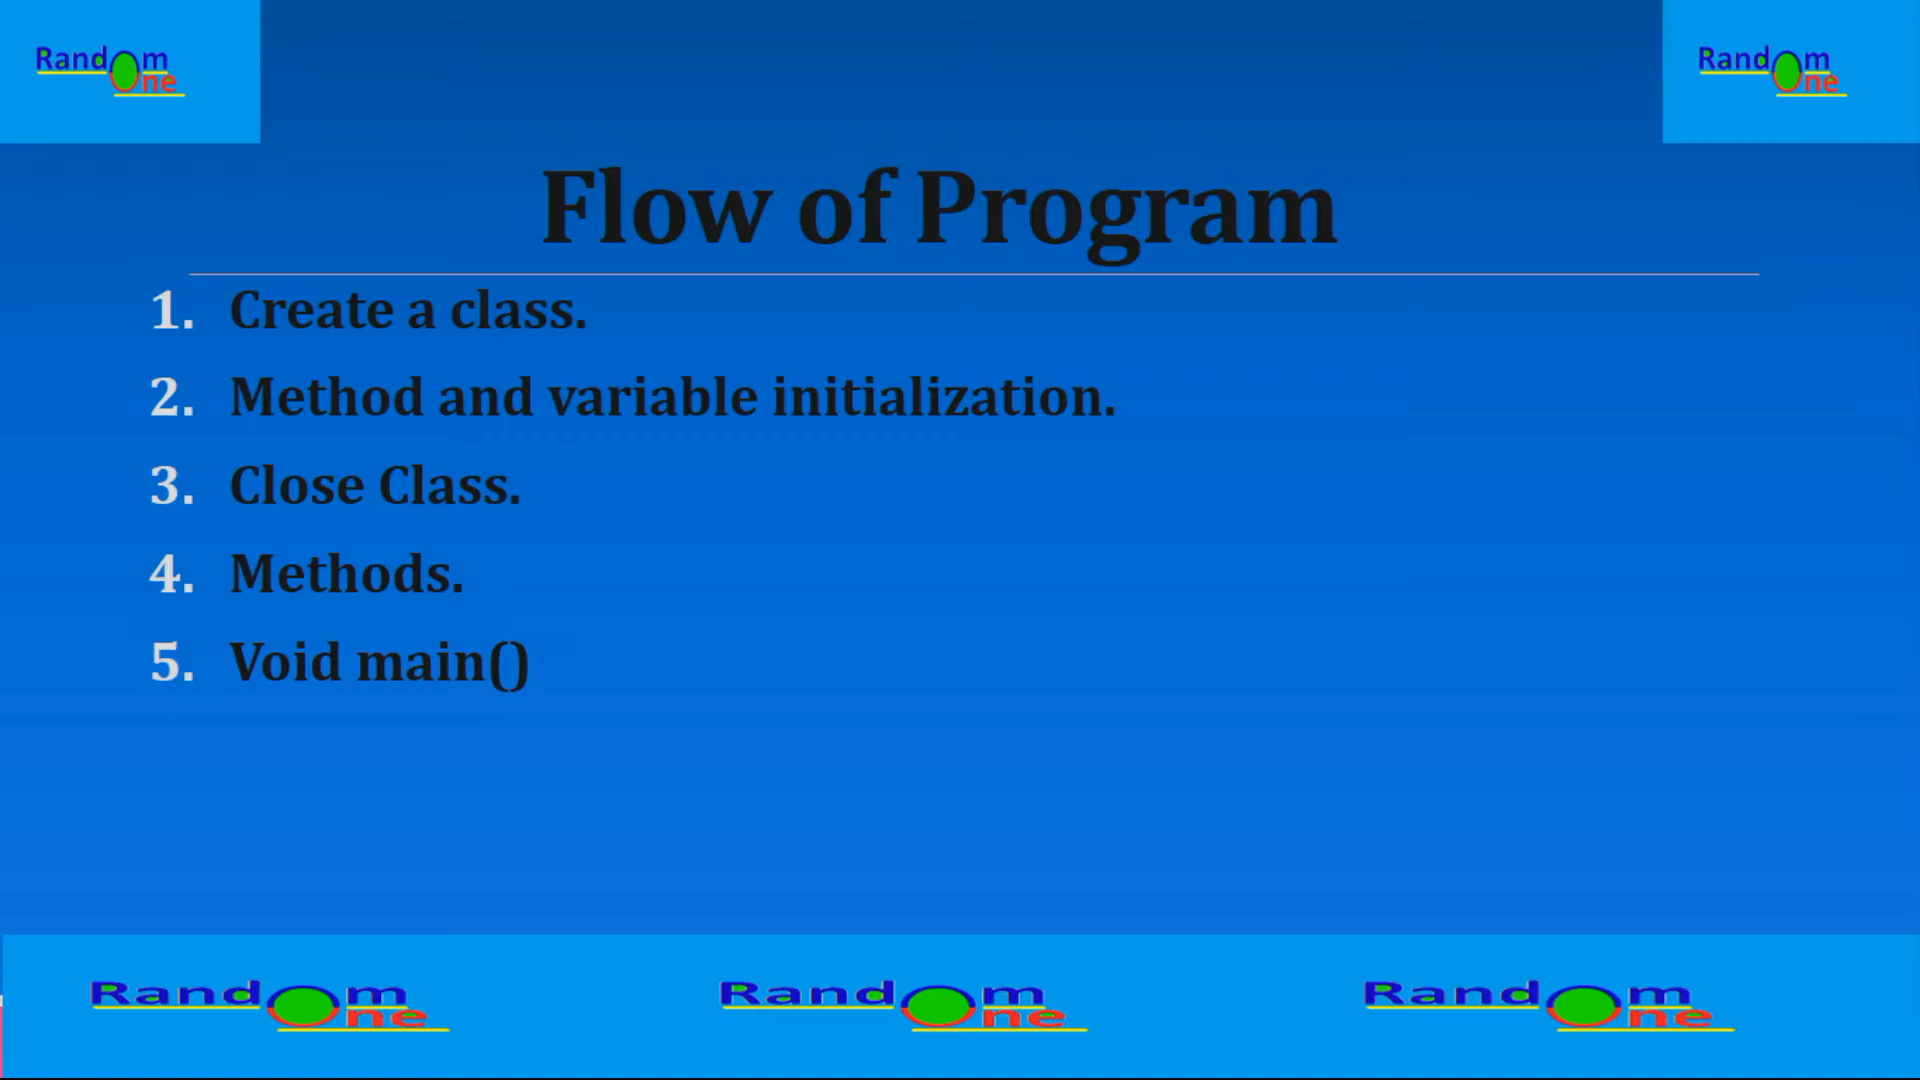 Random One
Random One
Flow of Program
1. Create a class.
2. Method and variable initialization.
3. Close Class.
4. Methods.
5. Void main()
Random One
Random One
Random One